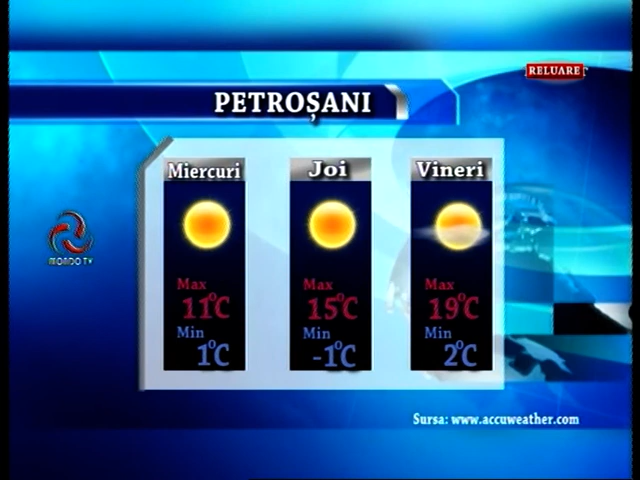 RELUARE
PETROȘANI
Miercuri Joi Vineri
Max Max Max
11°C 15°C 19°C
Min Min Min
1°C -1°C 2°C
MONDO TV
Sursa: www.accuweather.com